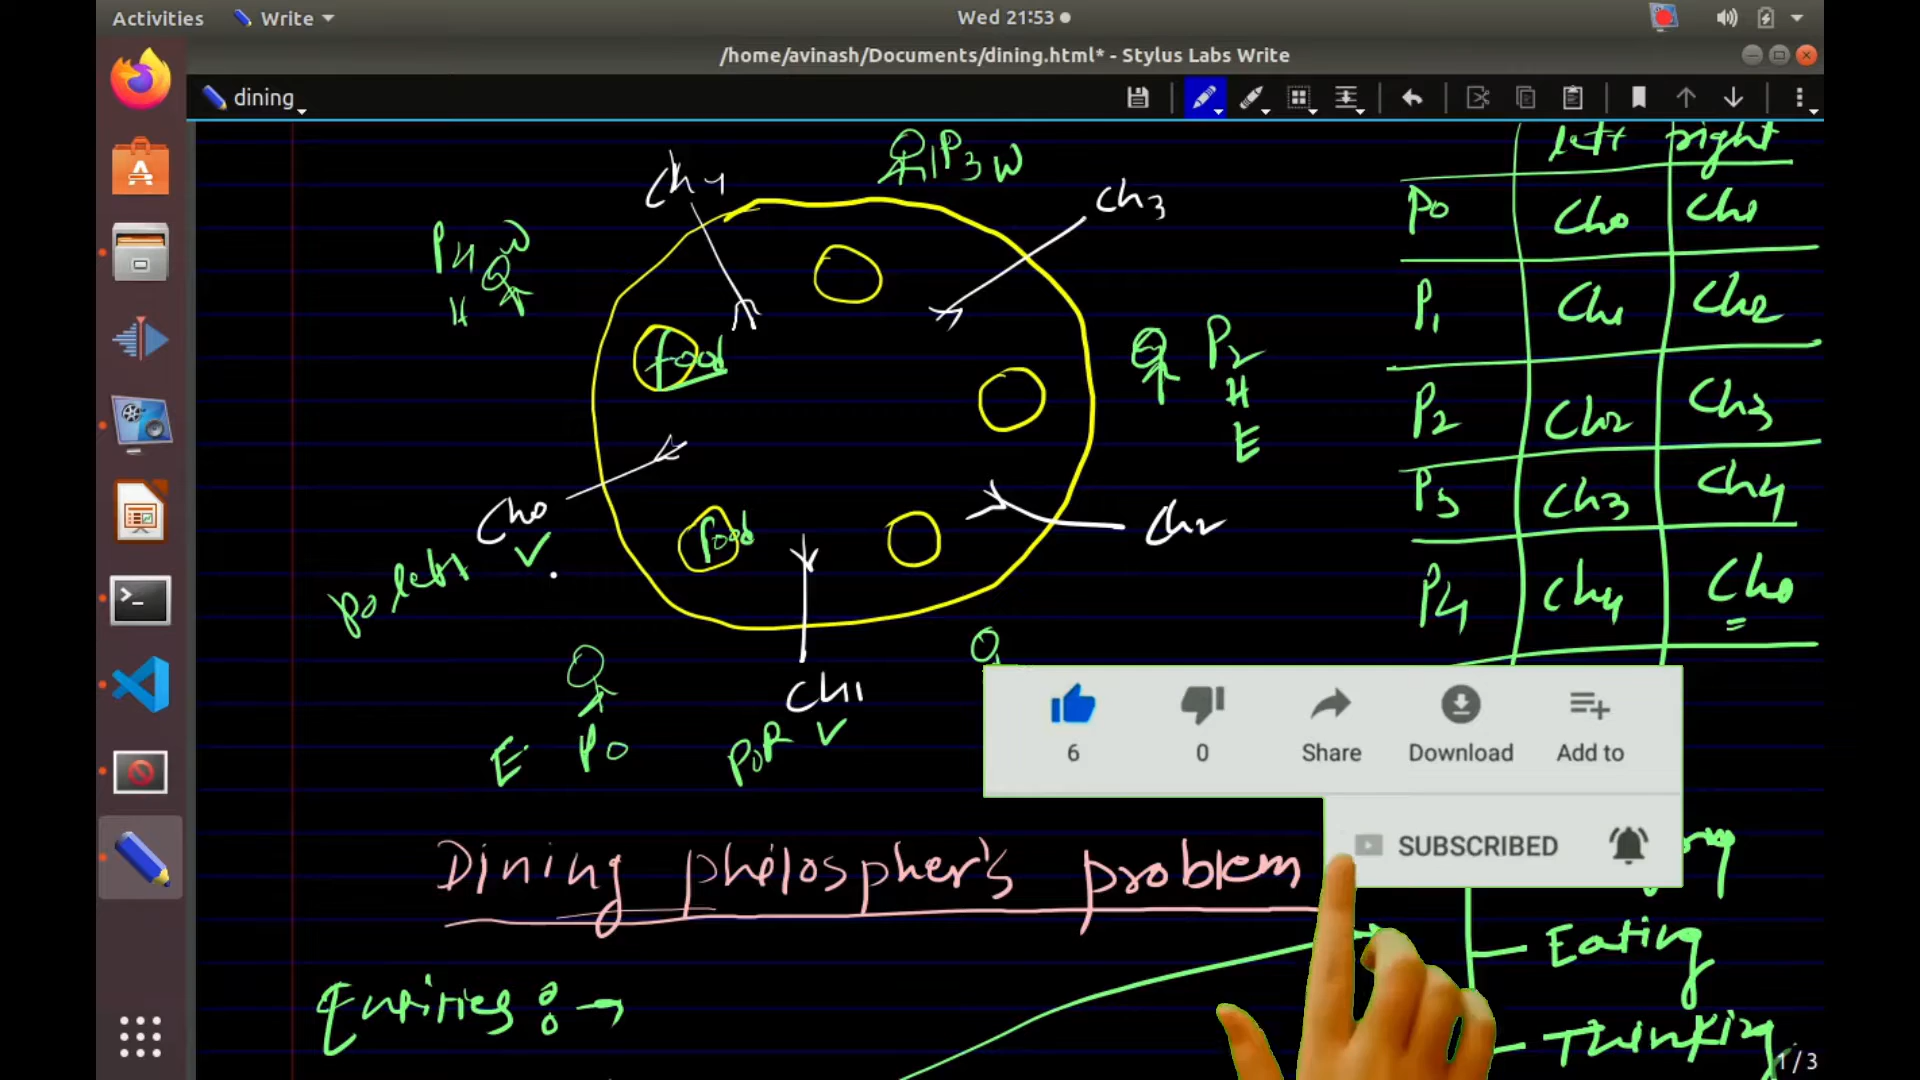 Activities Write Wed 21:53
/home/avinash/Documents/dining.html* - Stylus Labs Write
dining
left right
P3 W
Ch4
Ch3
P0 Ch0 Ch1
P4 W
H
P1 Ch1 Ch2
food
P2
H
E
P2 Ch2 Ch3
Ch0
Ch2
P3 Ch3 Ch4
food
P0 left
P4 Ch4 Ch0
Ch1
E P0
P0R
6 0 Share Download Add to
SUBSCRIBED
Dining philospher's problem
Eating
Entities :
Thinking
1 / 3